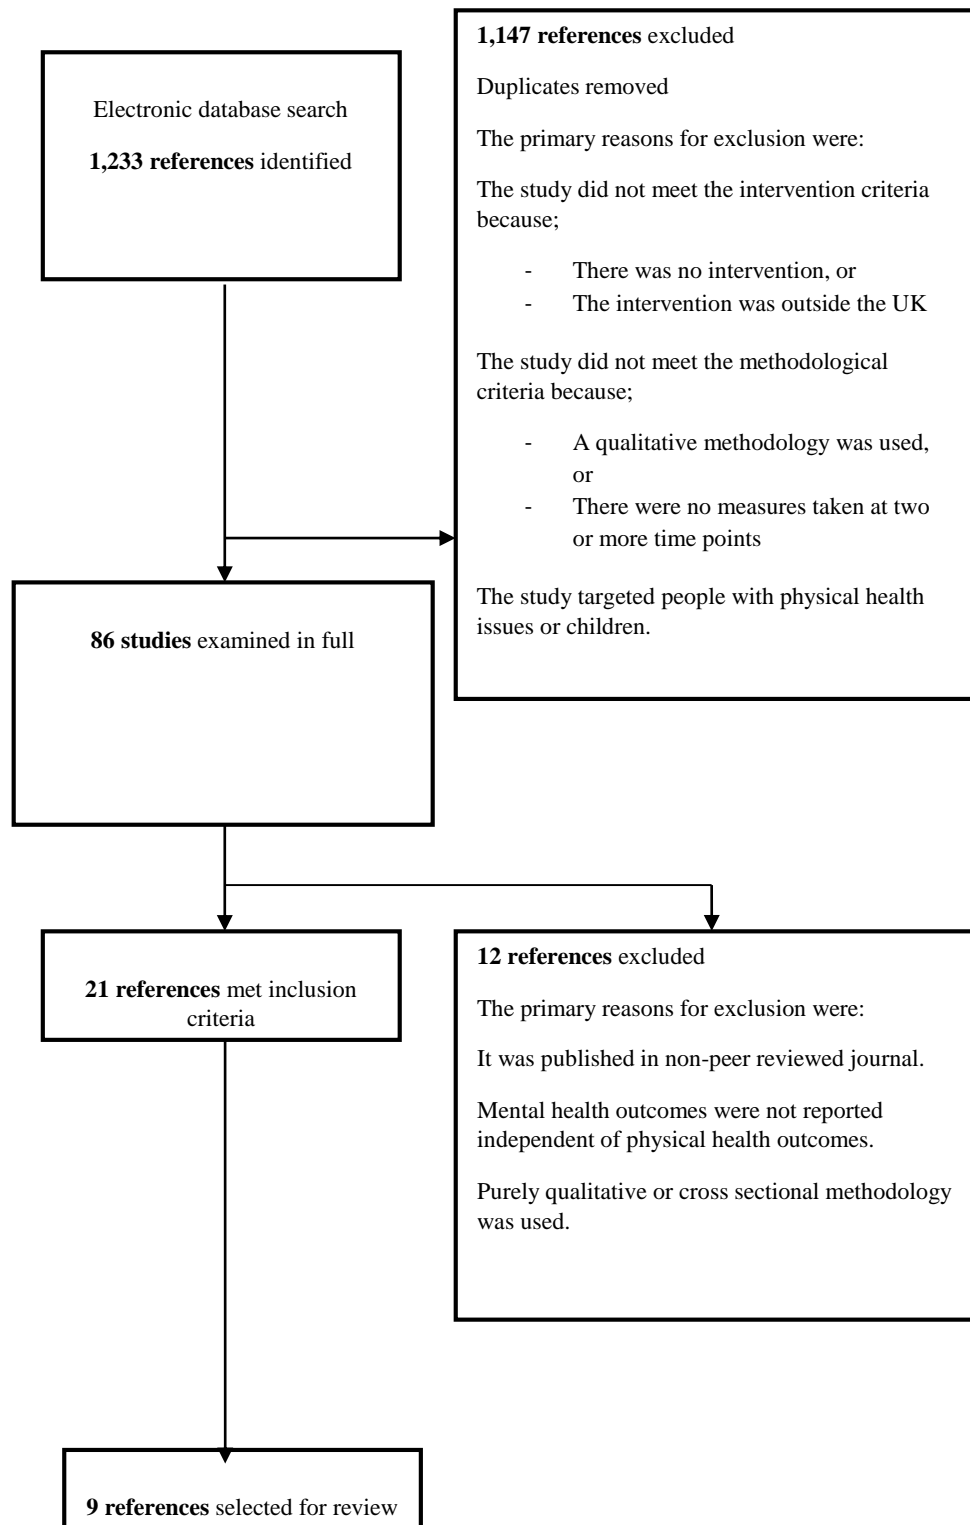 Electronic database search
1,233 references identified
1,147 references excluded
Duplicates removed
The primary reasons for exclusion were:
The study did not meet the intervention criteria
because;
- There was no intervention, or
- The intervention was outside the UK
The study did not meet the methodological
criteria because;
- A qualitative methodology was used,
or
- There were no measures taken at two
or more time points
The study targeted people with physical health
issues or children.
86 studies examined in full
21 references met inclusion
criteria
12 references excluded
The primary reasons for exclusion were:
It was published in non-peer reviewed journal.
Mental health outcomes were not reported
independent of physical health outcomes.
Purely qualitative or cross sectional methodology
was used.
9 references selected for review